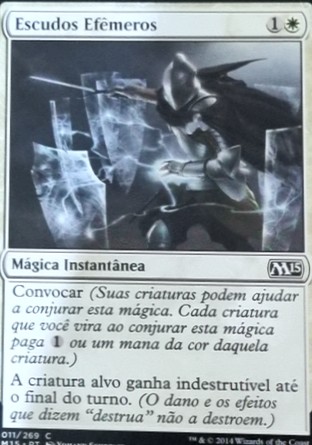 Escudos Efêmeros 1
Mágica Instantânea M15
Convocar (Suas criaturas podem ajudar
a conjurar esta mágica. Cada criatura
que você vira ao conjurar esta mágica
paga 1 ou um mana da cor daquela
criatura.)
A criatura alvo ganha indestrutível até
o final do turno. (O dano e os efeitos
que dizem “destrua” não a destroem.)
011/269 C
M15 • PT
™ & © 2014 Wizards of the Coast